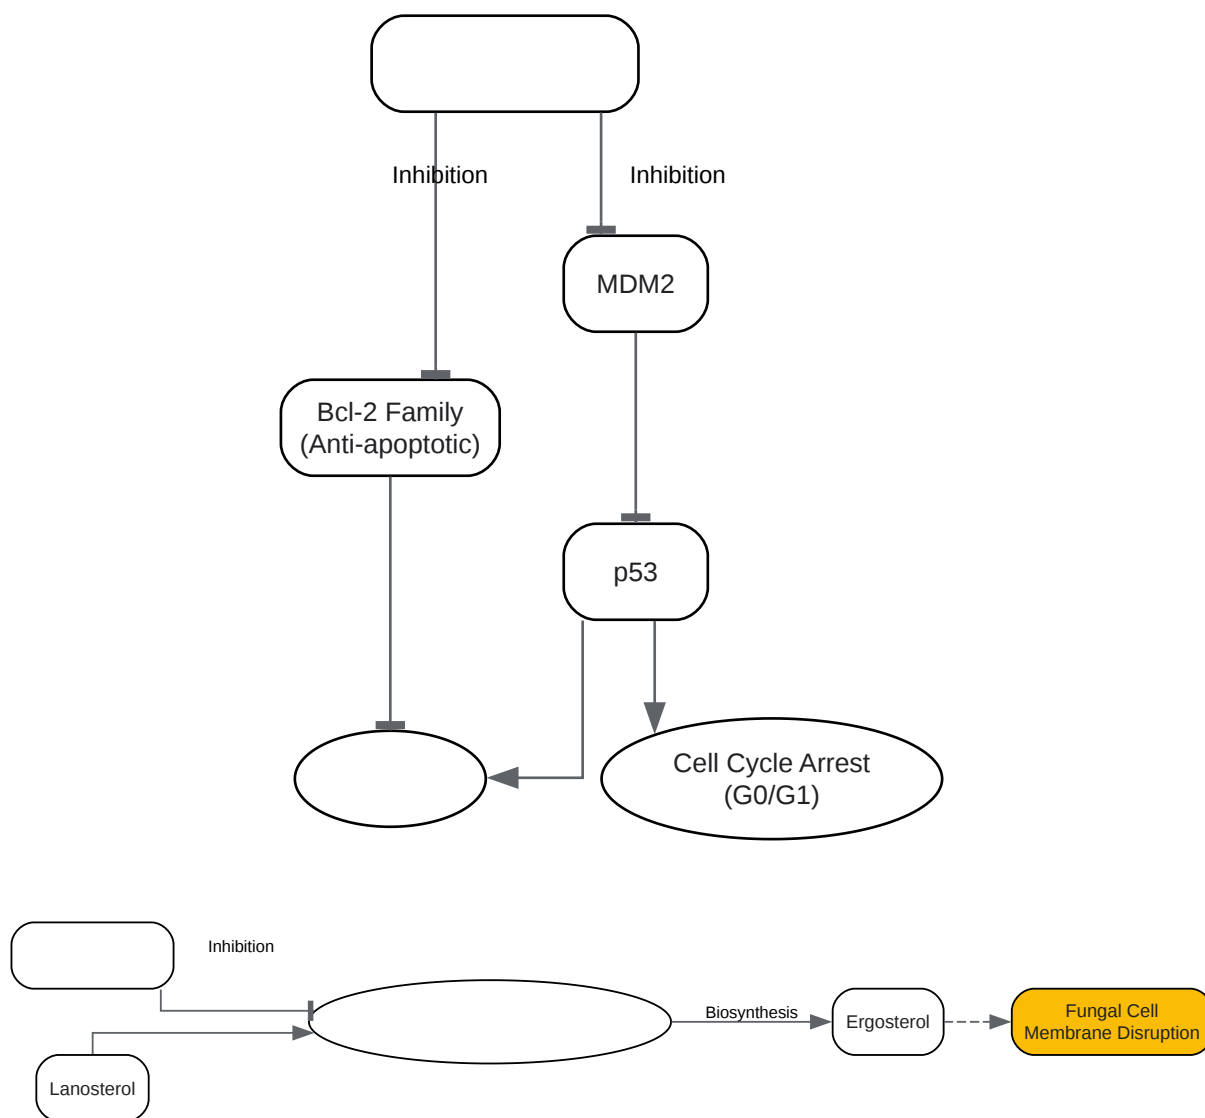 Inhibition
Inhibition
MDM2
Bcl-2 Family
(Anti-apoptotic)
p53
Cell Cycle Arrest
(G0/G1)
Inhibition
Biosynthesis
Ergosterol
Fungal Cell
Membrane Disruption
Lanosterol